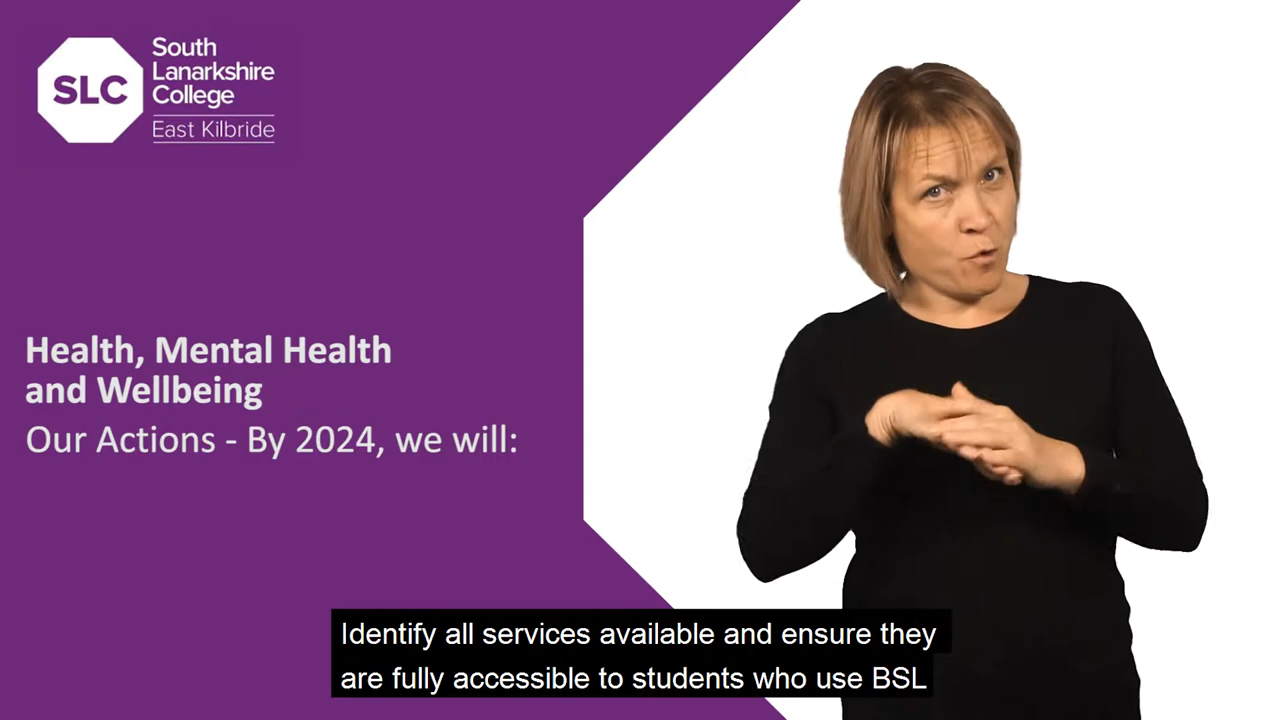 SLC
South
Lanarkshire
College
East Kilbride
Health, Mental Health
and Wellbeing
Our Actions - By 2024, we will:
Identify all services available and ensure they
are fully accessible to students who use BSL